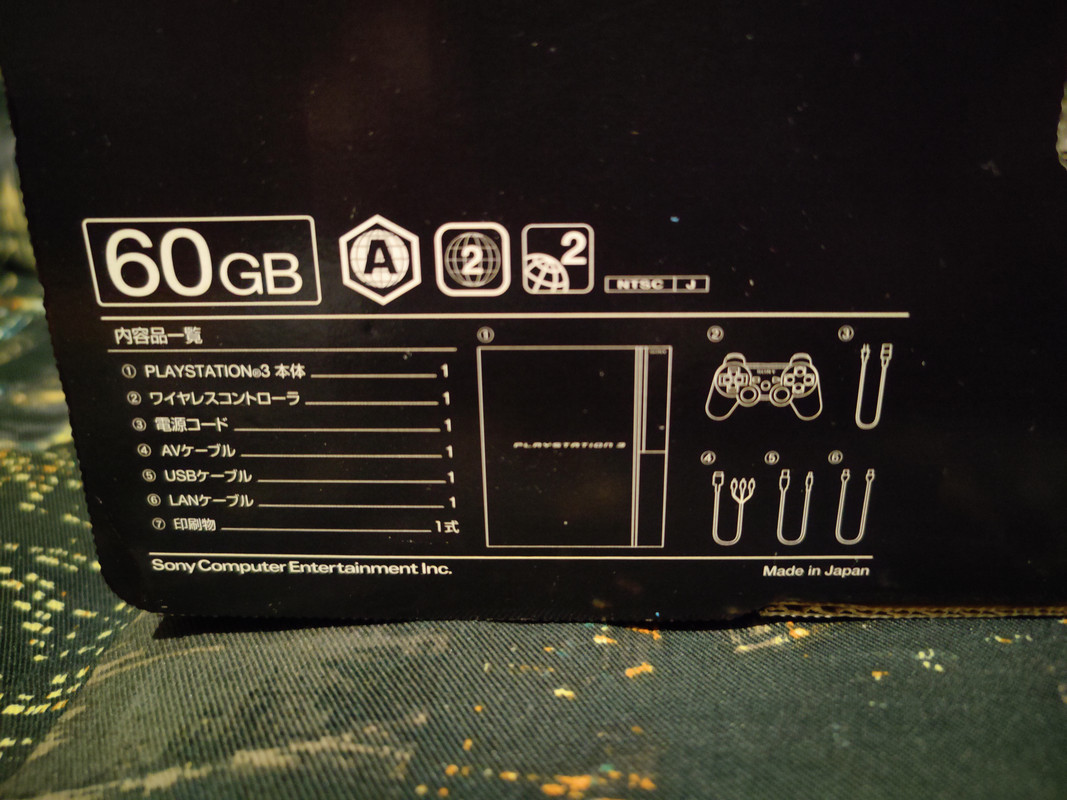 60GB A 2 2 NTSC J
内容品一覧
① PLAYSTATION®3 本体 1
② ワイヤレスコントローラ 1
③ 電源コード 1
④ AVケーブル 1
⑤ USBケーブル 1
⑥ LANケーブル 1
⑦ 印刷物 1式
① ② ③
SONY
PLAYSTATION 3
④ ⑤ ⑥
Sony Computer Entertainment Inc. Made in Japan